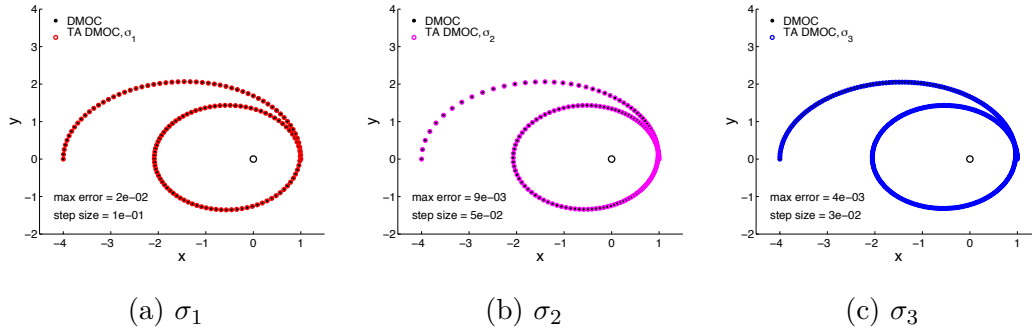 4
3
2
1
0
−1
−2
y
DMOC
TA DMOC, σ1
max error = 2e−02
step size = 1e−01
−4 −3 −2 −1 0 1
x
(a) σ1
4
3
2
1
0
−1
−2
y
DMOC
TA DMOC, σ2
max error = 9e−03
step size = 5e−02
−4 −3 −2 −1 0 1
x
(b) σ2
4
3
2
1
0
−1
−2
y
DMOC
TA DMOC, σ3
max error = 4e−03
step size = 3e−02
−4 −3 −2 −1 0 1
x
(c) σ3